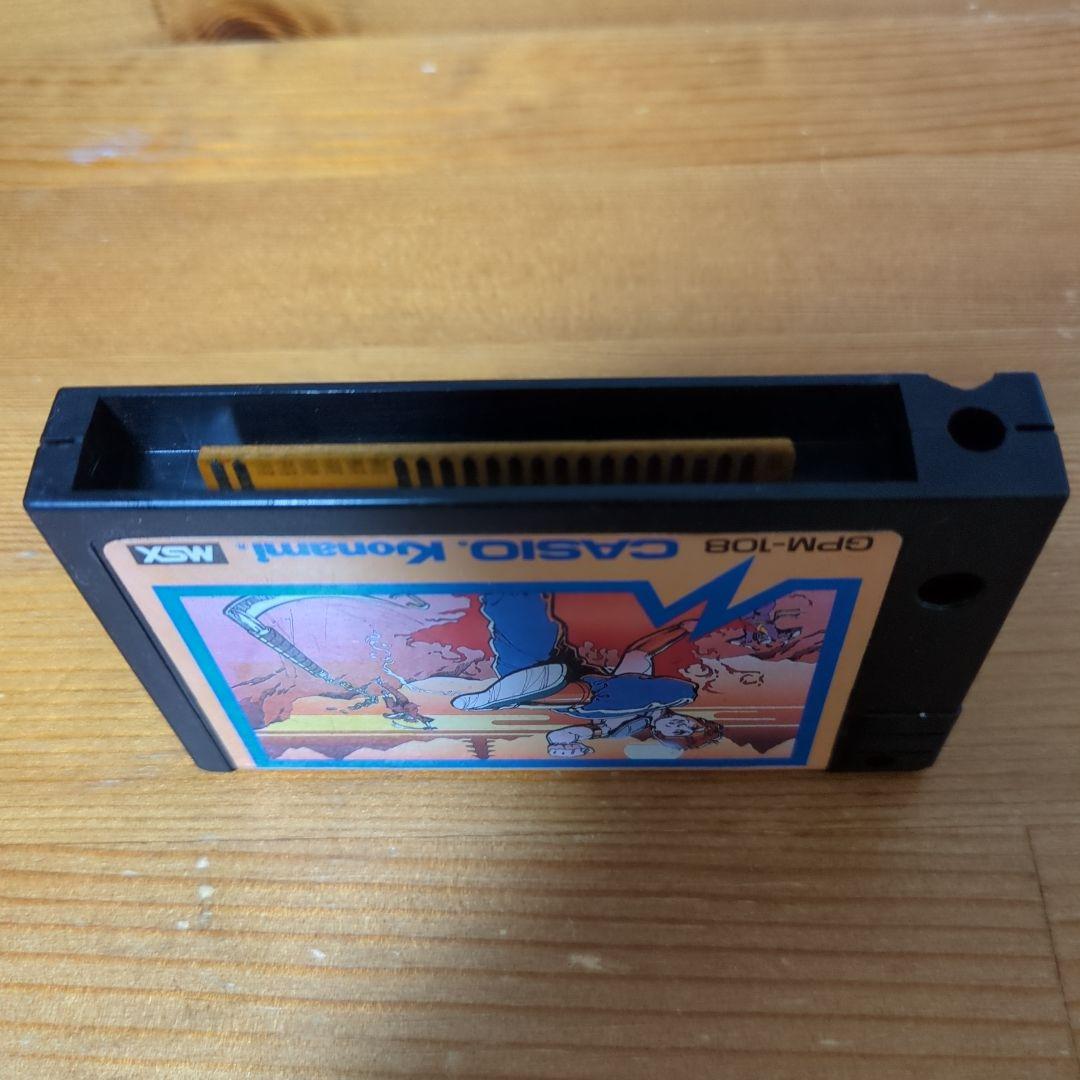 GPM-108 CASIO. Konami. MSX